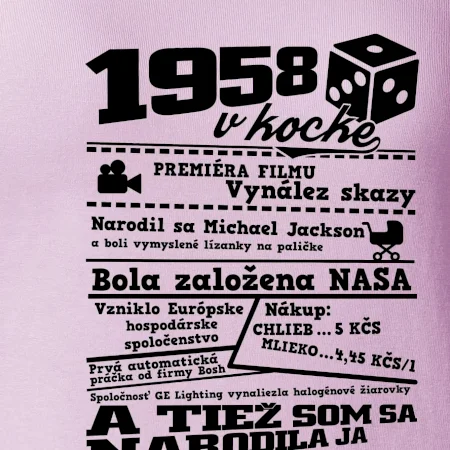 1958
v kocke
PREMIÉRA FILMU
Vynález skazy
Narodil sa Michael Jackson
a boli vymyslené lízanky na paličke
Bola založena NASA
Vzniklo Európske
hospodárske
spoločenstvo
Nákup:
CHLIEB ... 5 KČS
MLIEKO...4,45 KČS/l
Prvá automatická
práčka od firmy Bosh
Spoločnosť GE Lighting vynaliezla halogénové žiarovky
A TIEŽ SOM SA
NARODILA JA